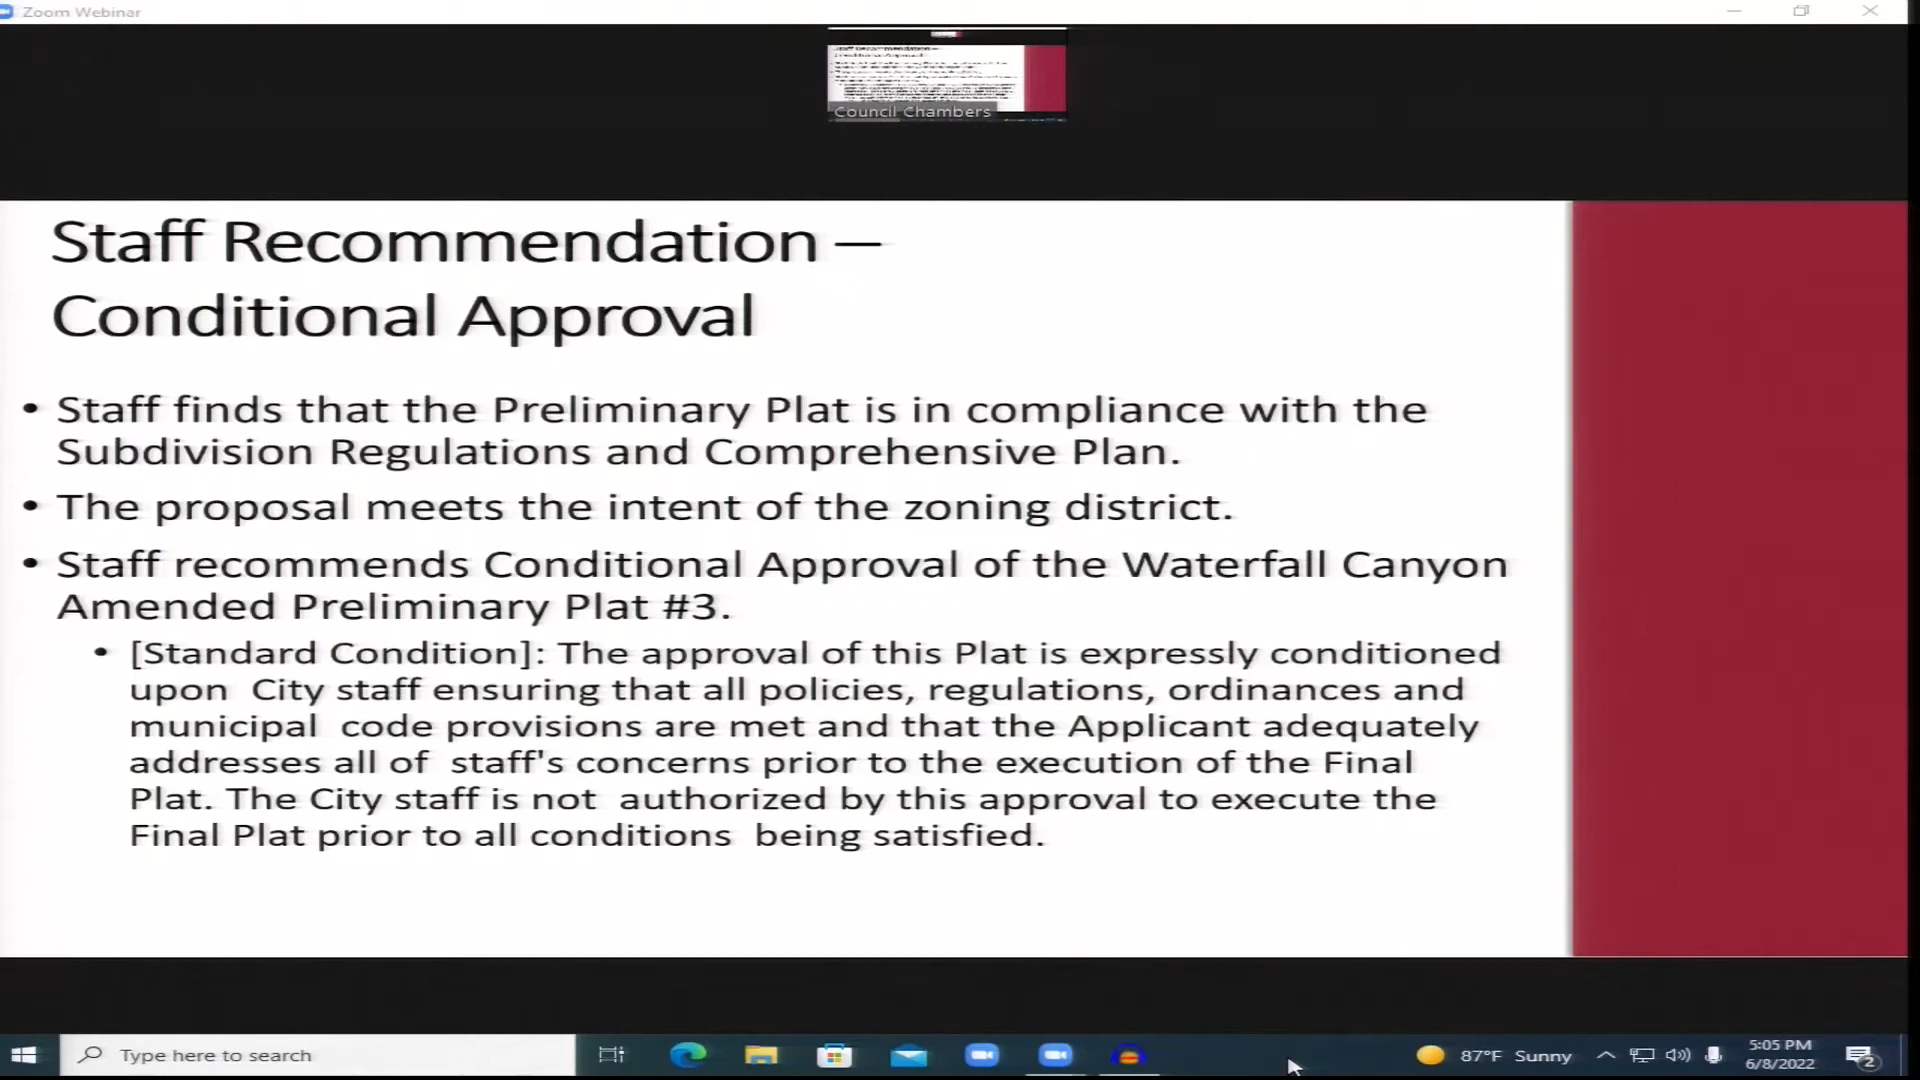 Zoom Webinar
Council Chambers
Staff Recommendation –
Conditional Approval
• Staff finds that the Preliminary Plat is in compliance with the
Subdivision Regulations and Comprehensive Plan.
• The proposal meets the intent of the zoning district.
• Staff recommends Conditional Approval of the Waterfall Canyon
Amended Preliminary Plat #3.
• [Standard Condition]: The approval of this Plat is expressly conditioned
upon City staff ensuring that all policies, regulations, ordinances and
municipal code provisions are met and that the Applicant adequately
addresses all of staff's concerns prior to the execution of the Final
Plat. The City staff is not authorized by this approval to execute the
Final Plat prior to all conditions being satisfied.
Type here to search
87°F Sunny
5:05 PM
6/8/2022
2